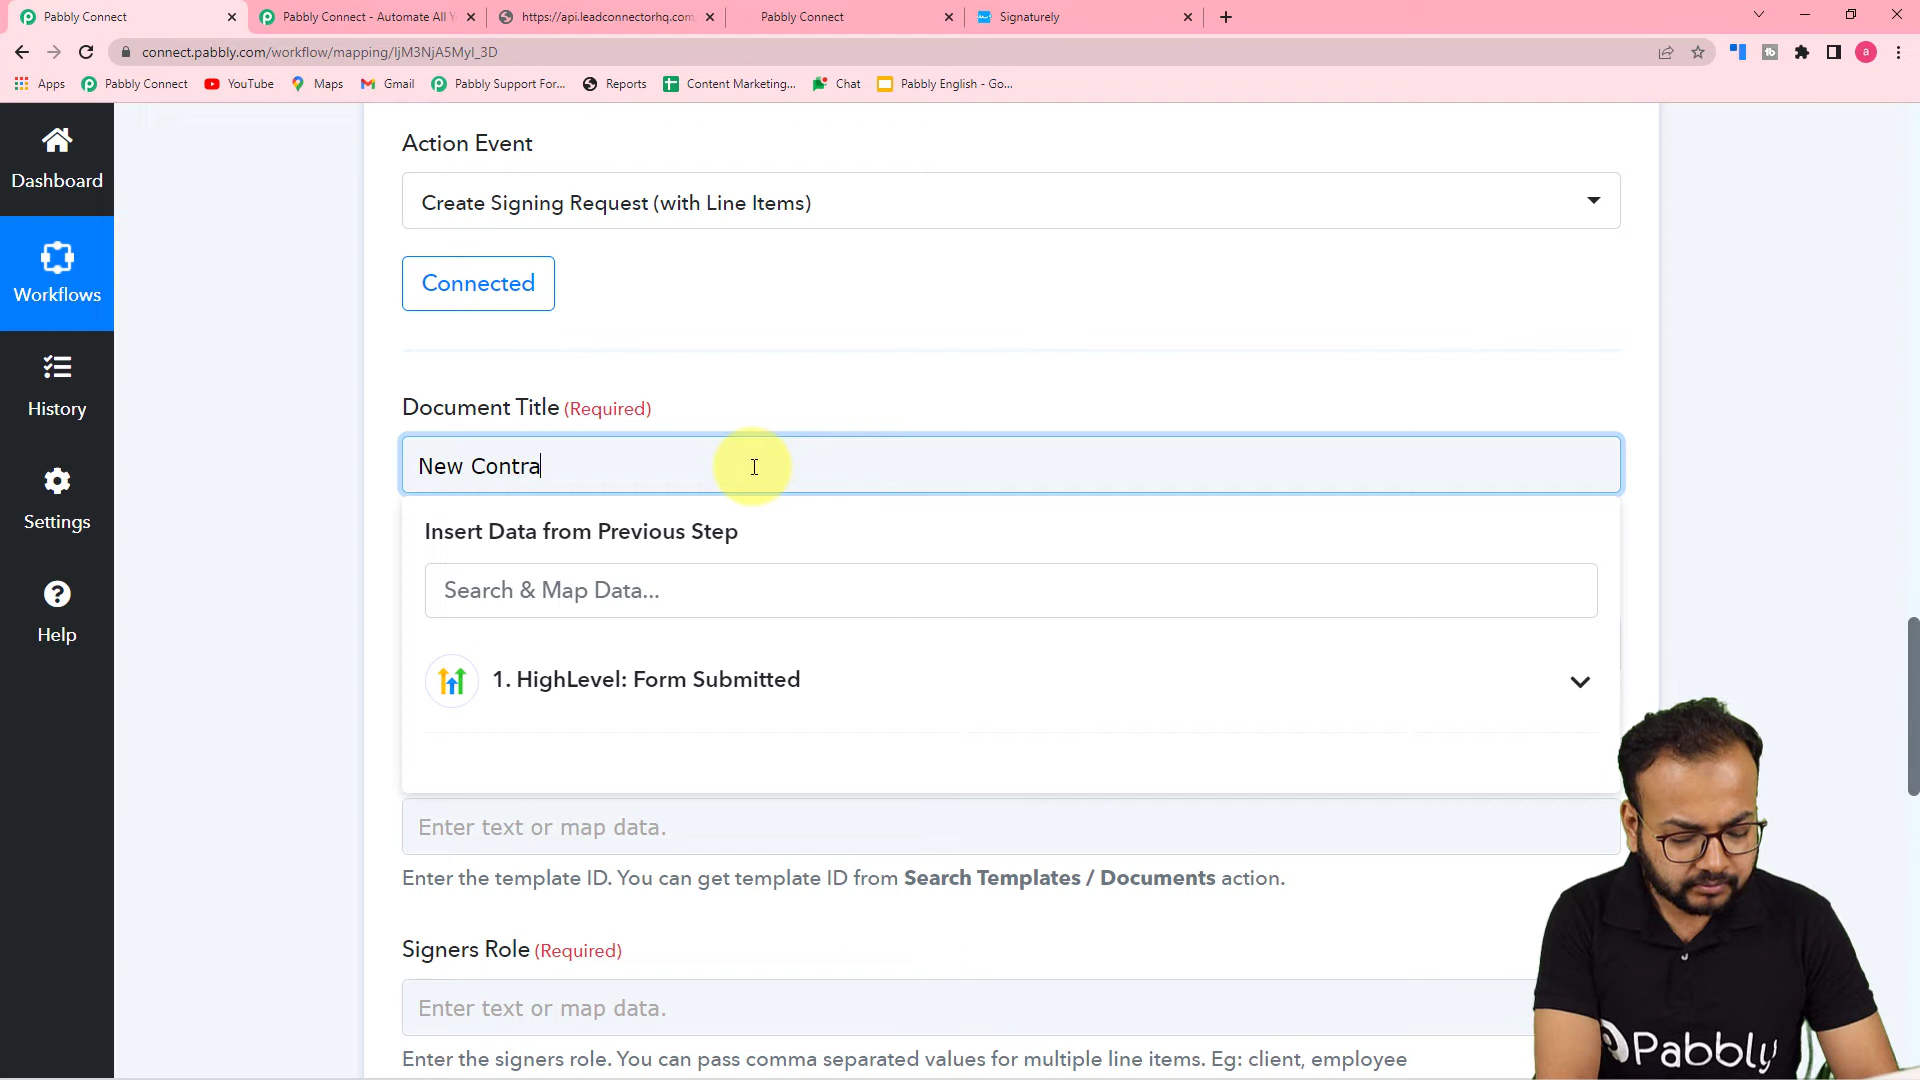 Pabbly Connect
Pabbly Connect - Automate All Y
https://api.leadconnectorhq.com
Pabbly Connect
Signaturely
connect.pabbly.com/workflow/mapping/IjM3NjA5MyI_3D
a
Apps
Pabbly Connect
YouTube
Maps
Gmail
Pabbly Support For...
Reports
Content Marketing...
Chat
Pabbly English - Go...
Dashboard
Workflows
History
Settings
Help
Action Event
Create Signing Request (with Line Items)
Connected
Document Title (Required)
New Contra
Insert Data from Previous Step
Search & Map Data...
1. HighLevel: Form Submitted
Enter text or map data.
Enter the template ID. You can get template ID from Search Templates / Documents action.
Signers Role (Required)
Enter text or map data.
Enter the signers role. You can pass comma separated values for multiple line items. Eg: client, employee
Pabbly